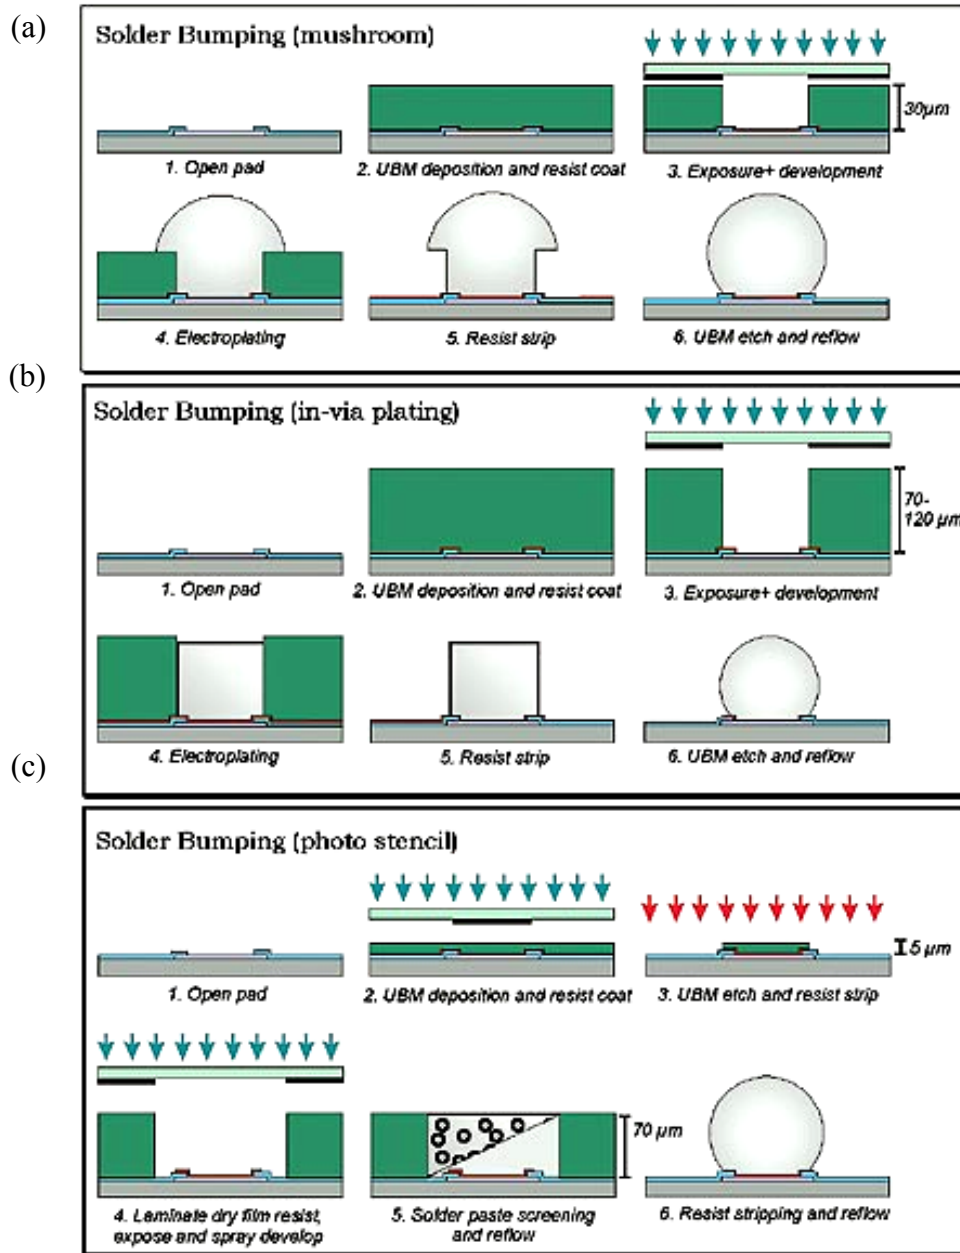 (a)
Solder Bumping (mushroom)
30µm
1. Open pad
2. UBM deposition and resist coat
3. Exposure+ development
4. Electroplating
5. Resist strip
6. UBM etch and reflow
(b)
Solder Bumping (in-via plating)
70-
120 µm
1. Open pad
2. UBM deposition and resist coat
3. Exposure+ development
4. Electroplating
5. Resist strip
6. UBM etch and reflow
(c)
Solder Bumping (photo stencil)
5 µm
1. Open pad
2. UBM deposition and resist coat
3. UBM etch and resist strip
70 µm
4. Laminate dry film resist,
expose and spray develop
5. Solder paste screening
and reflow
6. Resist stripping and reflow